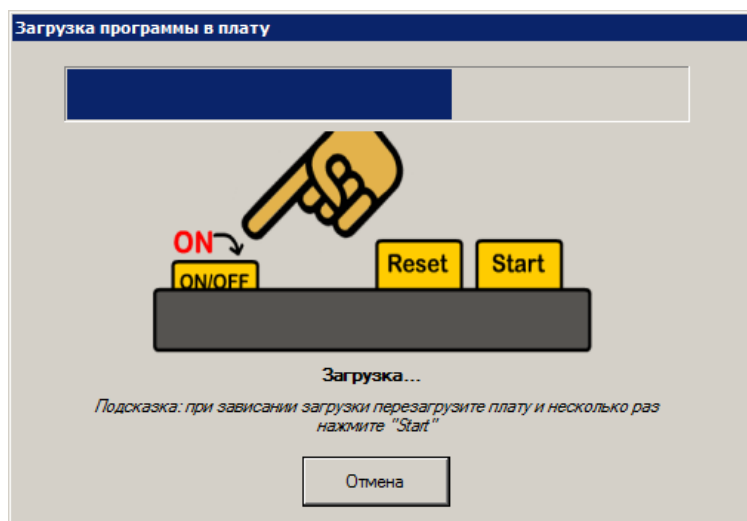 Загрузка программы в плату
ON
ON/OFF
Reset
Start
Загрузка...
Подсказка: при зависании загрузки перезагрузите плату и несколько раз
нажмите "Start"
Отмена